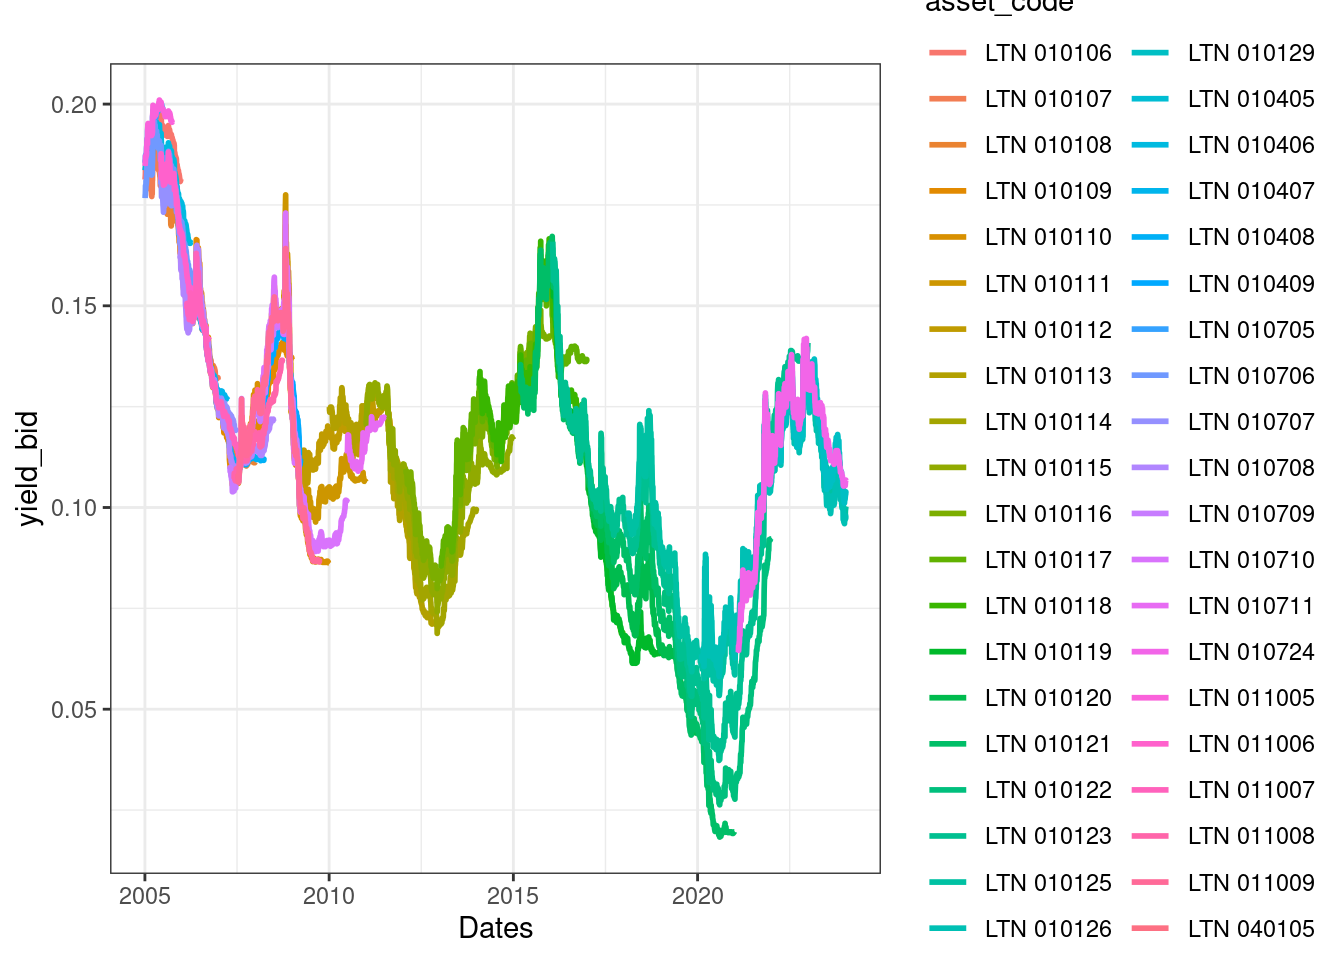 asset_code
LTN 010106 LTN 010129
LTN 010107 LTN 010405
LTN 010108 LTN 010406
LTN 010109 LTN 010407
LTN 010110 LTN 010408
LTN 010111 LTN 010409
LTN 010112 LTN 010705
LTN 010113 LTN 010706
LTN 010114 LTN 010707
LTN 010115 LTN 010708
LTN 010116 LTN 010709
LTN 010117 LTN 010710
LTN 010118 LTN 010711
LTN 010119 LTN 010724
LTN 010120 LTN 011005
LTN 010121 LTN 011006
LTN 010122 LTN 011007
LTN 010123 LTN 011008
LTN 010125 LTN 011009
LTN 010126 LTN 040105
yield_bid
0.20
0.15
0.10
0.05
2005 2010 2015 2020
Dates